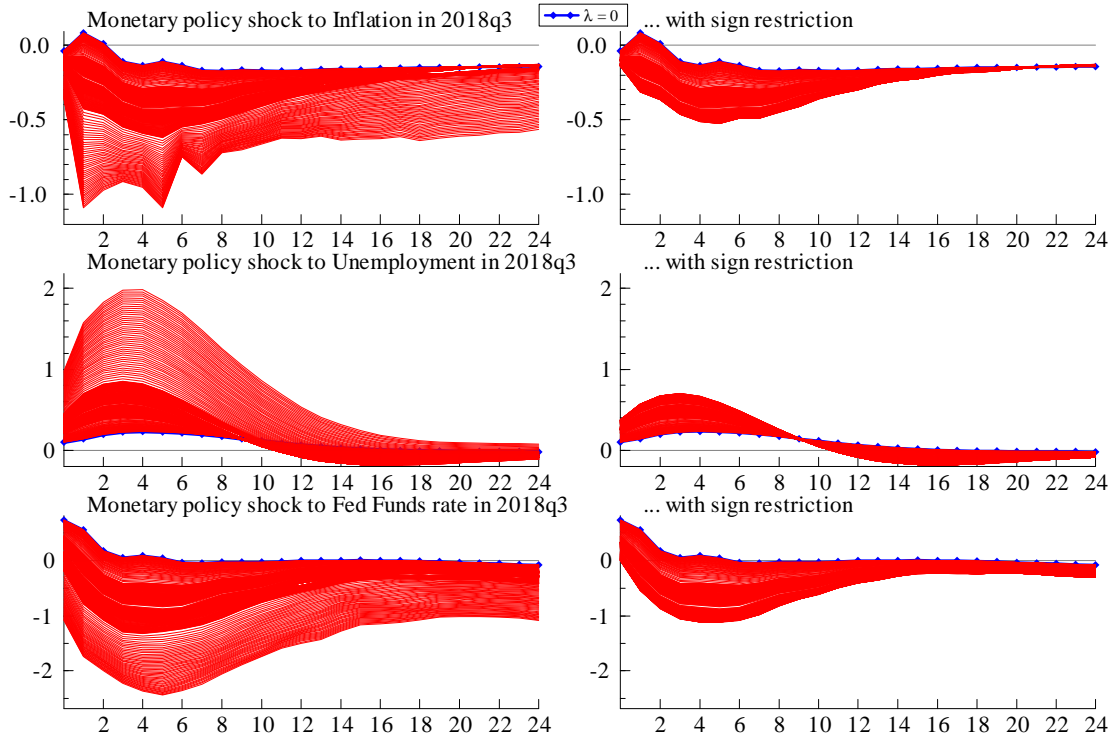 Monetary policy shock to Inflation in 2018q3
λ = 0
... with sign restriction
0.0
-0.5
-1.0
2 4 6 8 10 12 14 16 18 20 22 24
0.0
-0.5
-1.0
2 4 6 8 10 12 14 16 18 20 22 24
Monetary policy shock to Unemployment in 2018q3
... with sign restriction
2
1
0
2 4 6 8 10 12 14 16 18 20 22 24
2
1
0
2 4 6 8 10 12 14 16 18 20 22 24
Monetary policy shock to Fed Funds rate in 2018q3
... with sign restriction
0
-1
-2
2 4 6 8 10 12 14 16 18 20 22 24
0
-1
-2
2 4 6 8 10 12 14 16 18 20 22 24